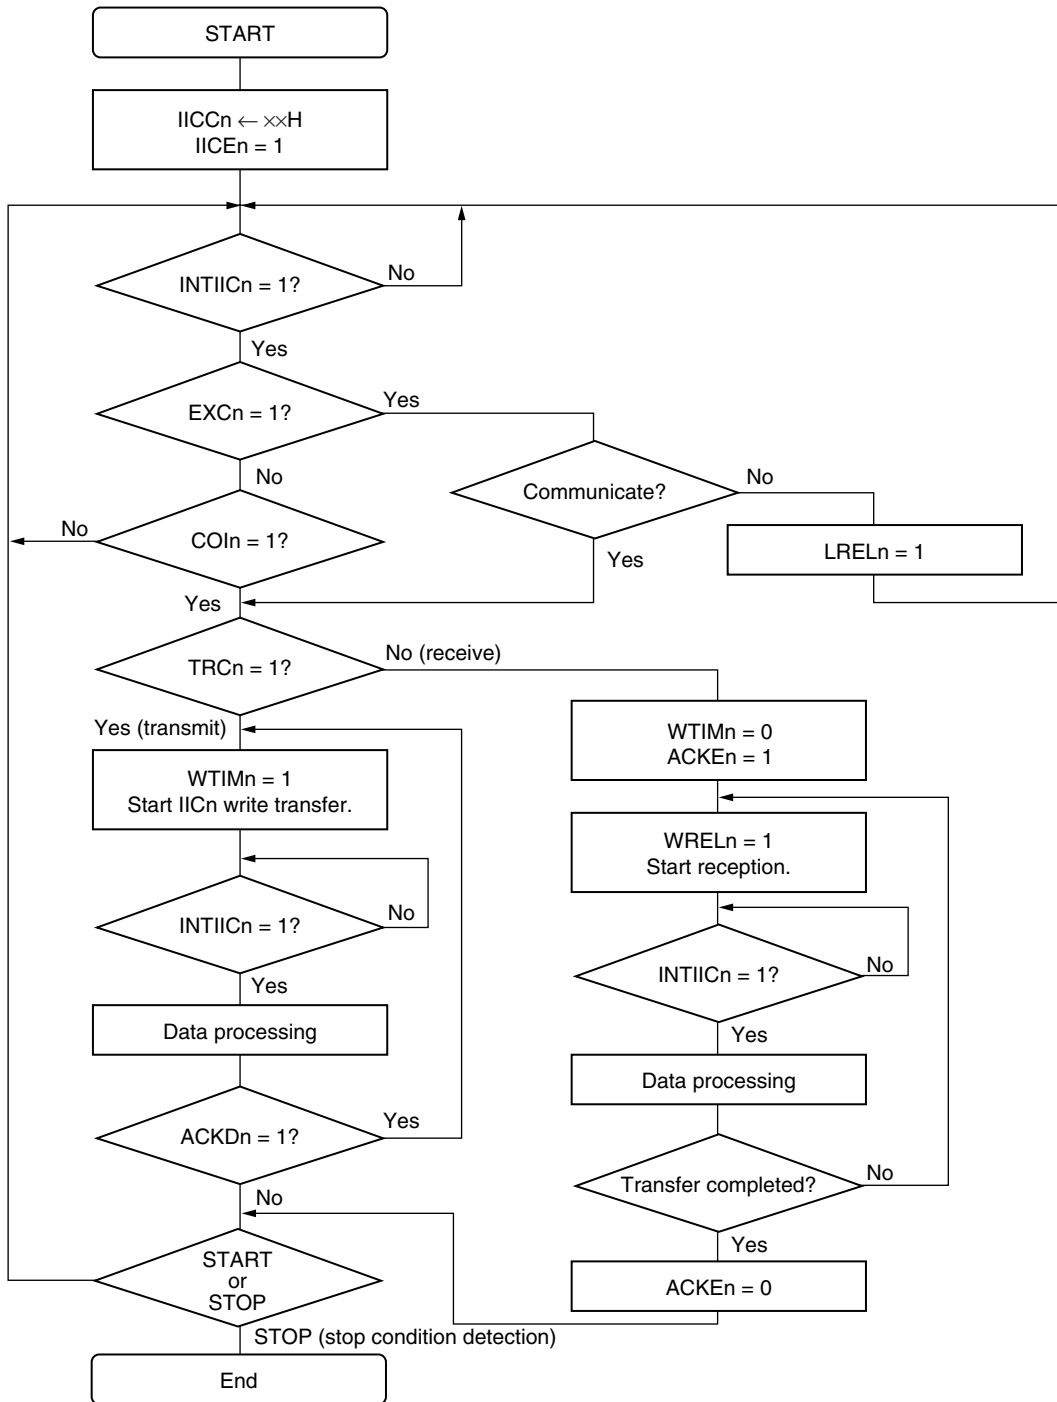 START
IICCn ← ××H
IICEn = 1
INTIICn = 1?
No
Yes
EXCn = 1?
Yes
No
Communicate?
No
Yes
COIn = 1?
No
Yes
LRELn = 1
TRCn = 1?
No (receive)
Yes (transmit)
WTIMn = 1
Start IICn write transfer.
INTIICn = 1?
No
Yes
Data processing
ACKDn = 1?
Yes
No
WTIMn = 0
ACKEn = 1
WRELn = 1
Start reception.
INTIICn = 1?
No
Yes
Data processing
Transfer completed?
No
Yes
ACKEn = 0
START
or
STOP
STOP (stop condition detection)
End